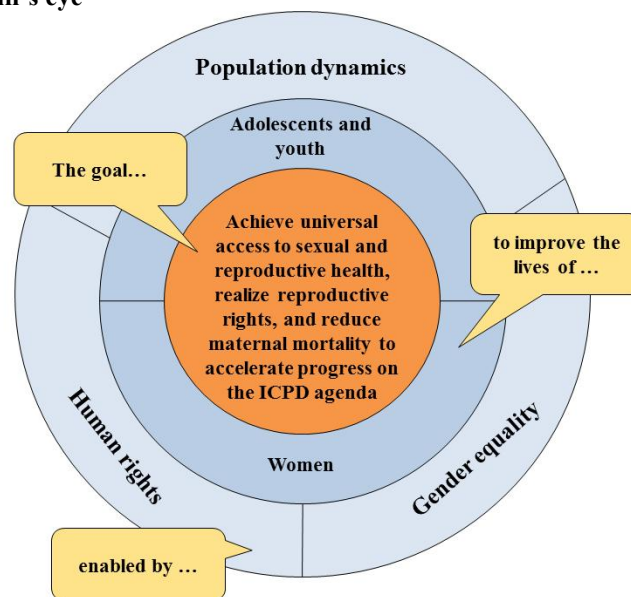 eye
Population dynamics
Adolescents and
youth
The goal…
Achieve universal
access to sexual and
reproductive health,
realize reproductive
rights, and reduce
maternal mortality to
accelerate progress on
the ICPD agenda
to improve the
lives of …
Women
Human rights
Gender equality
enabled by …